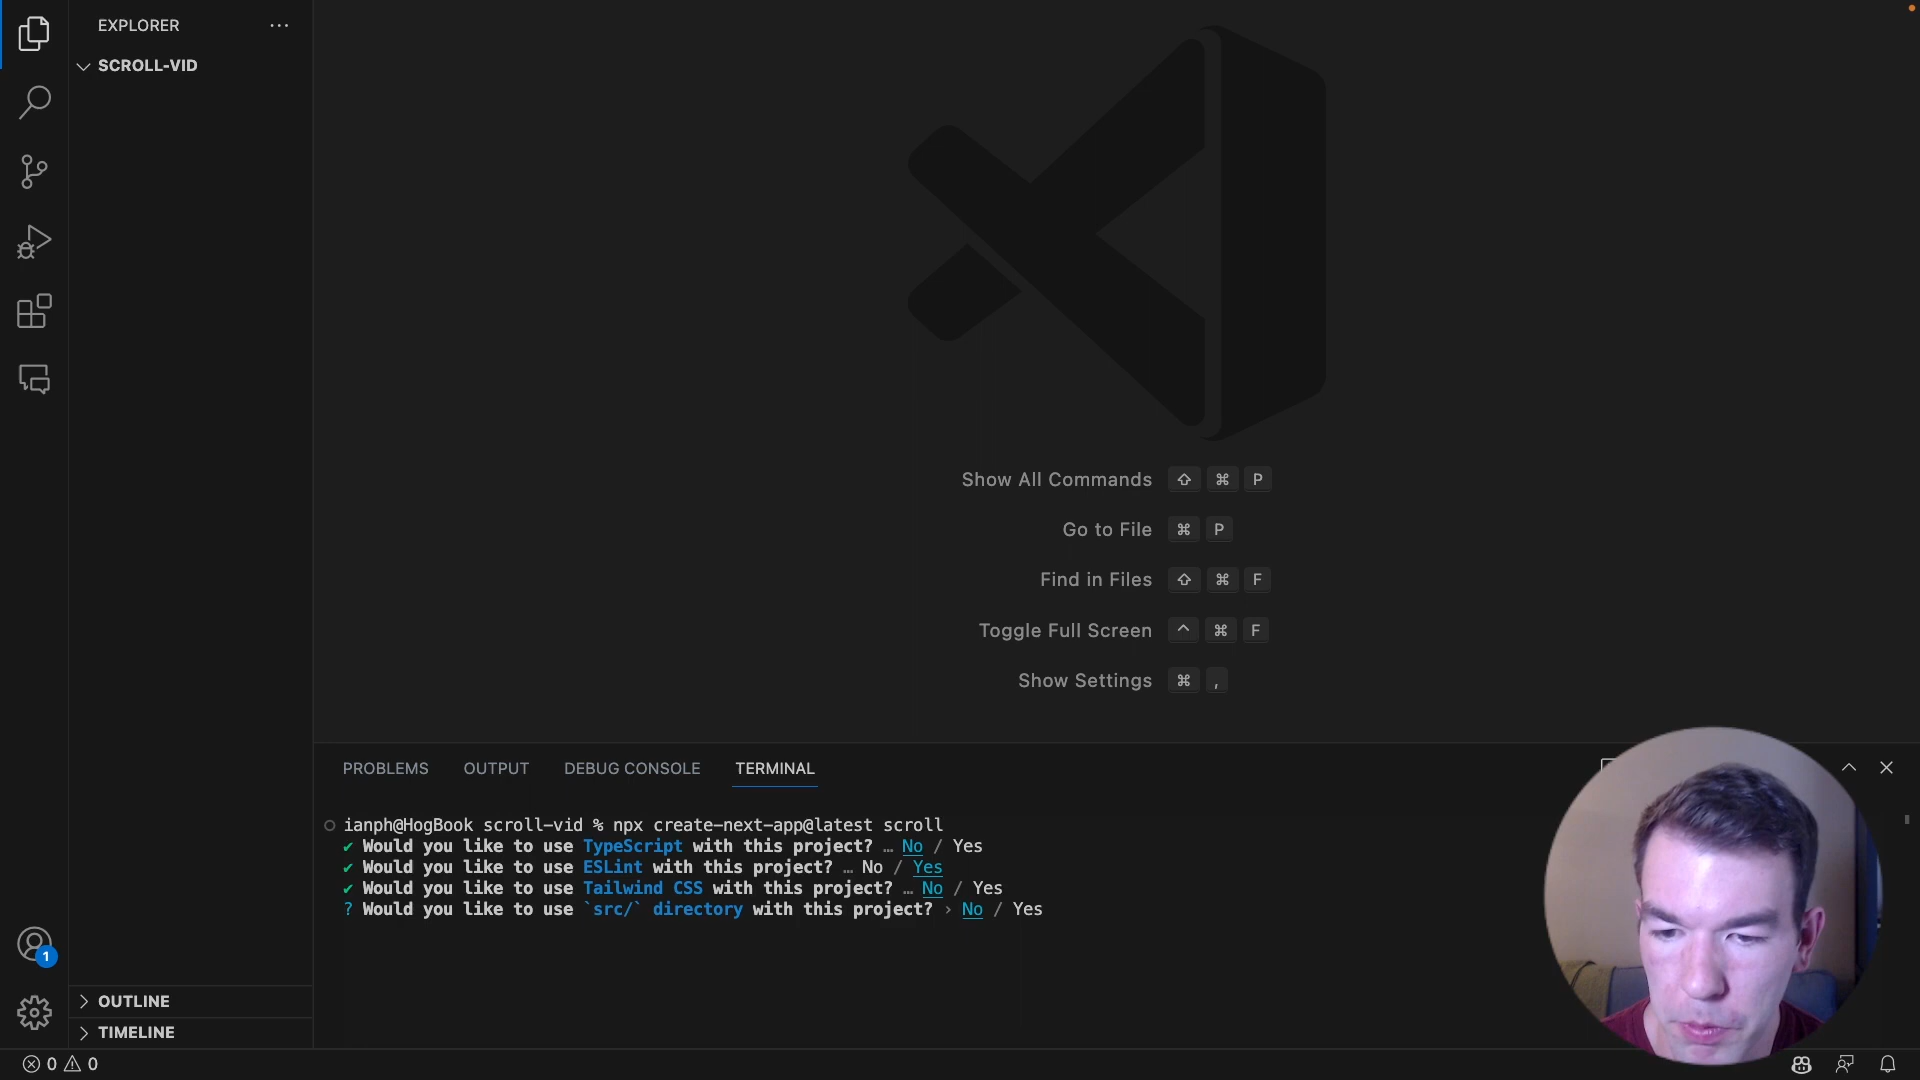 EXPLORER
SCROLL-VID
Show All Commands ⇧ ⌘ P
Go to File ⌘ P
Find in Files ⇧ ⌘ F
Toggle Full Screen ^ ⌘ F
Show Settings ⌘ ,
PROBLEMS OUTPUT DEBUG CONSOLE TERMINAL
ianph@HogBook scroll-vid % npx create-next-app@latest scroll
✔ Would you like to use TypeScript with this project? … No / Yes
✔ Would you like to use ESLint with this project? … No / Yes
✔ Would you like to use Tailwind CSS with this project? … No / Yes
? Would you like to use `src/` directory with this project? › No / Yes
1
OUTLINE
TIMELINE
0 0